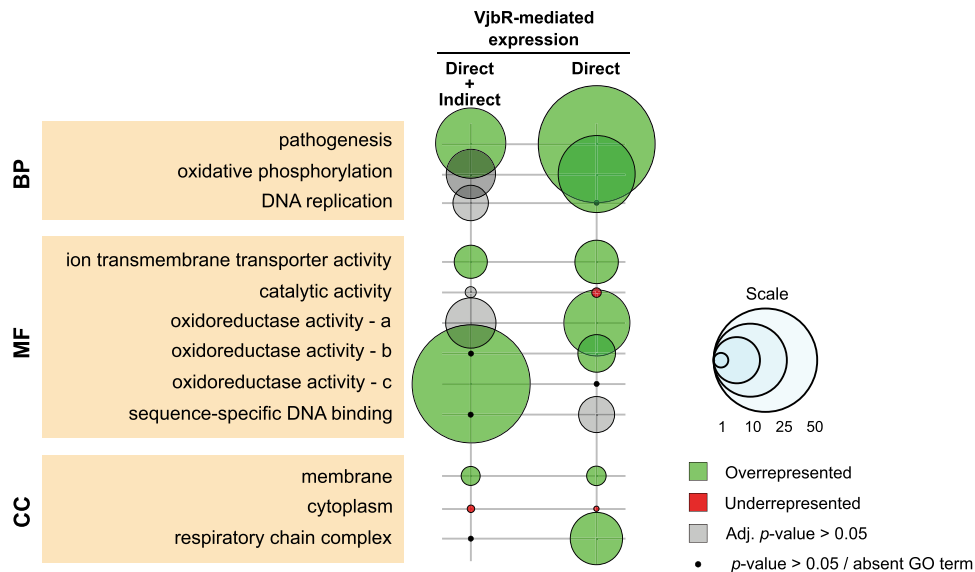 VjbR-mediated
expression
Direct
+
Indirect
Direct
BP
pathogenesis
oxidative phosphorylation
DNA replication
MF
ion transmembrane transporter activity
catalytic activity
oxidoreductase activity - a
oxidoreductase activity - b
oxidoreductase activity - c
sequence-specific DNA binding
CC
membrane
cytoplasm
respiratory chain complex
Scale
1 10 25 50
Overrepresented
Underrepresented
Adj. p-value > 0.05
p-value > 0.05 / absent GO term